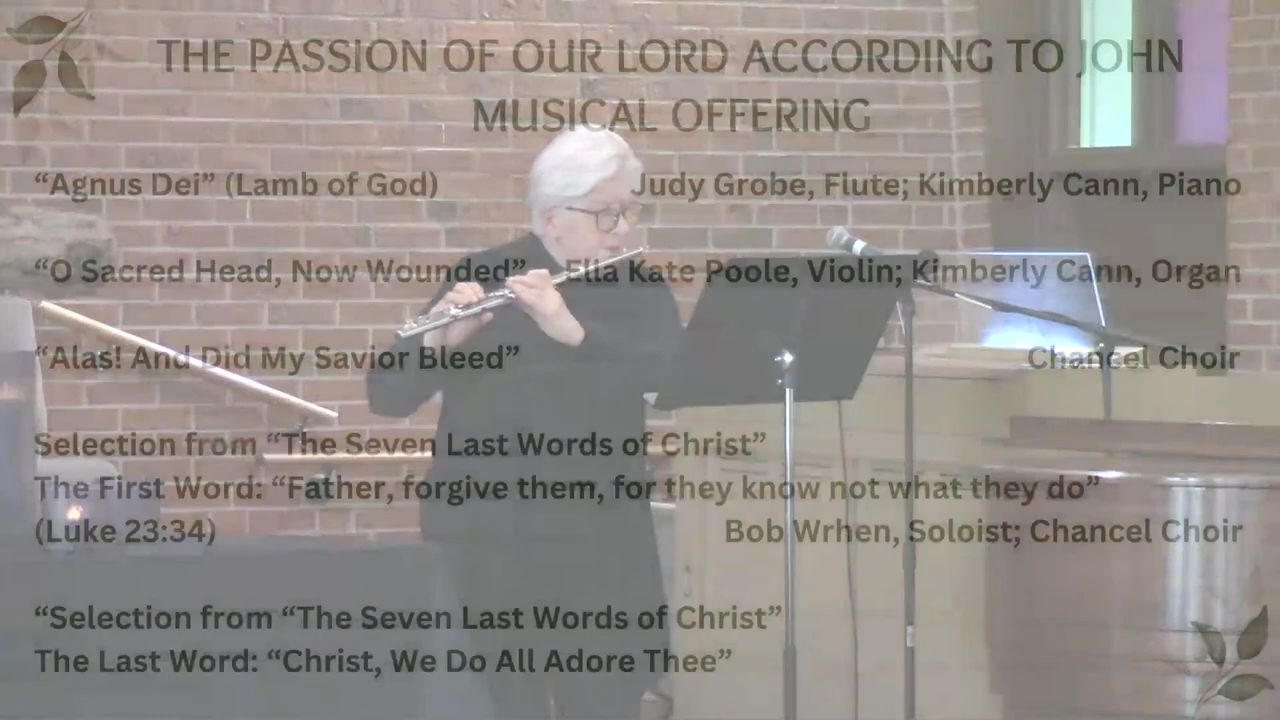 THE PASSION OF OUR LORD ACCORDING TO JOHN
MUSICAL OFFERING
“Agnus Dei” (Lamb of God) Judy Grobe, Flute; Kimberly Cann, Piano
“O Sacred Head, Now Wounded” Ella Kate Poole, Violin; Kimberly Cann, Organ
“Alas! And Did My Savior Bleed” Chancel Choir
Selection from “The Seven Last Words of Christ”
The First Word: “Father, forgive them, for they know not what they do”
(Luke 23:34) Bob Wrhen, Soloist; Chancel Choir
“Selection from “The Seven Last Words of Christ”
The Last Word: “Christ, We Do All Adore Thee”